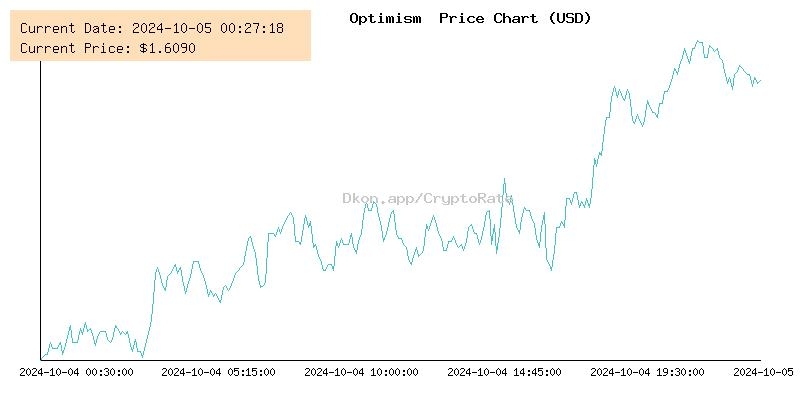 Optimism Price Chart (USD)
Current Date: 2024-10-05 00:27:18
Current Price: $1.6090
Dkon.app/CryptoRate
2024-10-04 00:30:00 2024-10-04 05:15:00 2024-10-04 10:00:00 2024-10-04 14:45:00 2024-10-04 19:30:00 2024-10-05